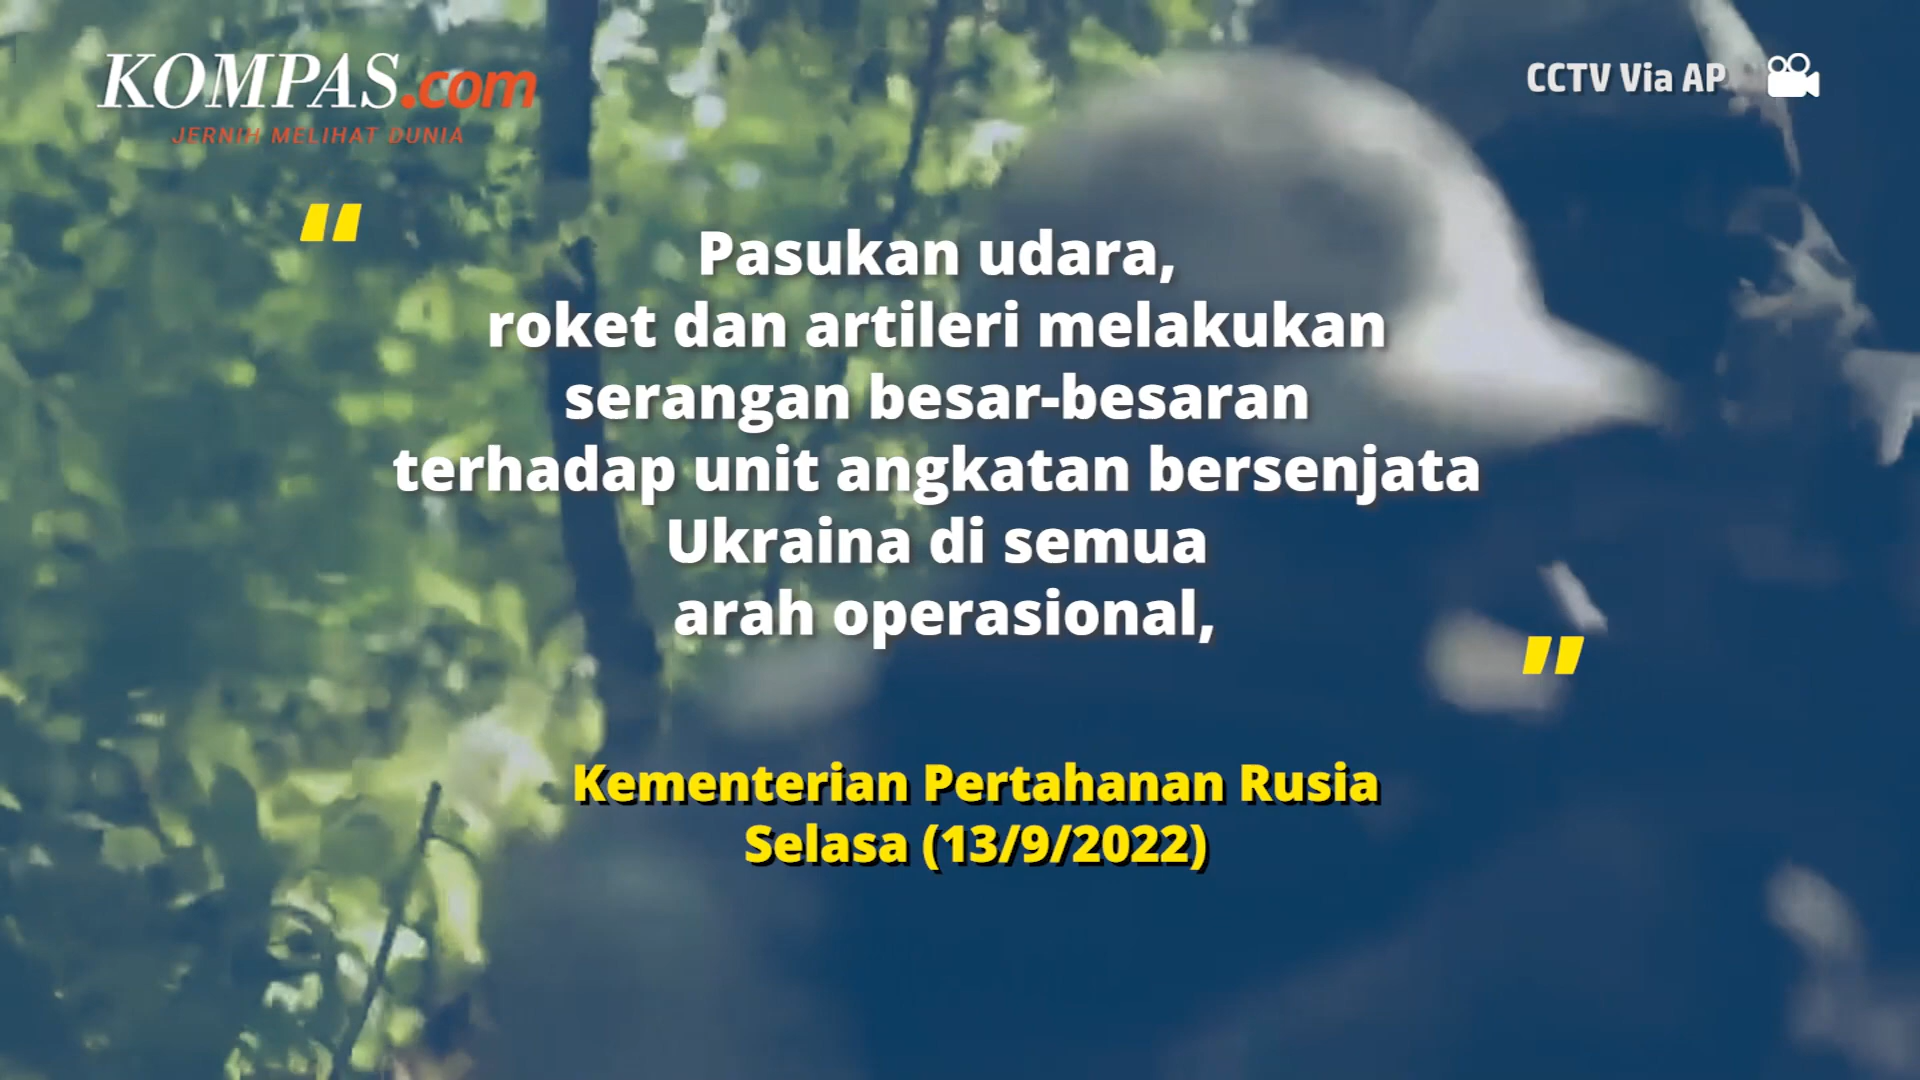 KOMPAS.com
JERNIH MELIHAT DUNIA
CCTV Via AP
"
Pasukan udara,
roket dan artileri melakukan
serangan besar-besaran
terhadap unit angkatan bersenjata
Ukraina di semua
arah operasional,
"
Kementerian Pertahanan Rusia
Selasa (13/9/2022)